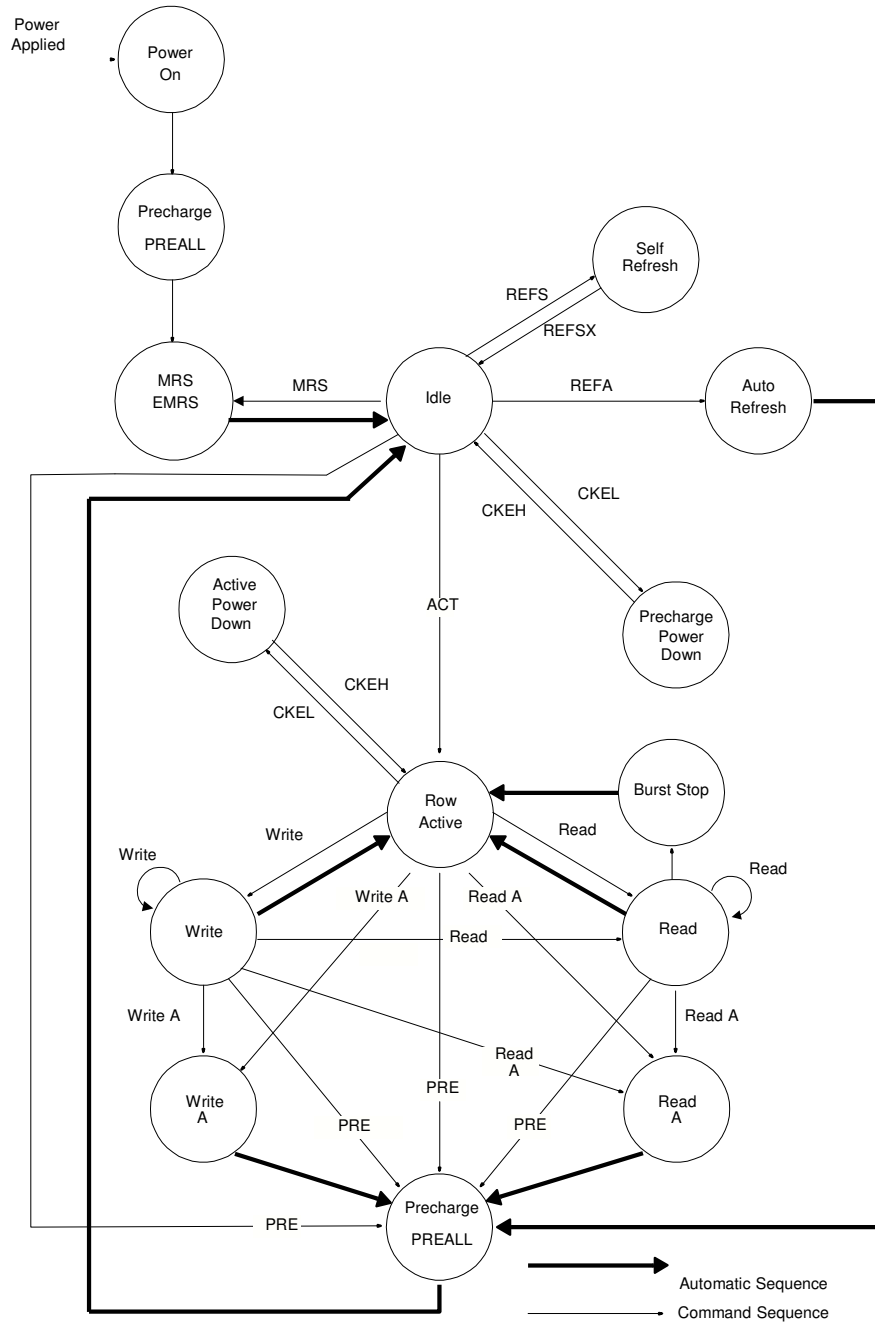 Power
Applied
Power
On
Precharge
PREALL
Self
Refresh
REFS
REFSX
MRS
EMRS
MRS
Idle
REFA
Auto
Refresh
CKEL
CKEH
Active
Power
Down
ACT
Precharge
Power
Down
CKEH
CKEL
Burst Stop
Row
Active
Write
Read
Write
Read
Write A
Read A
Write
Read
Read
Write A
Read A
Read
A
Write
A
Read
A
PRE
PRE
PRE
Precharge
PREALL
PRE
Automatic Sequence
Command Sequence